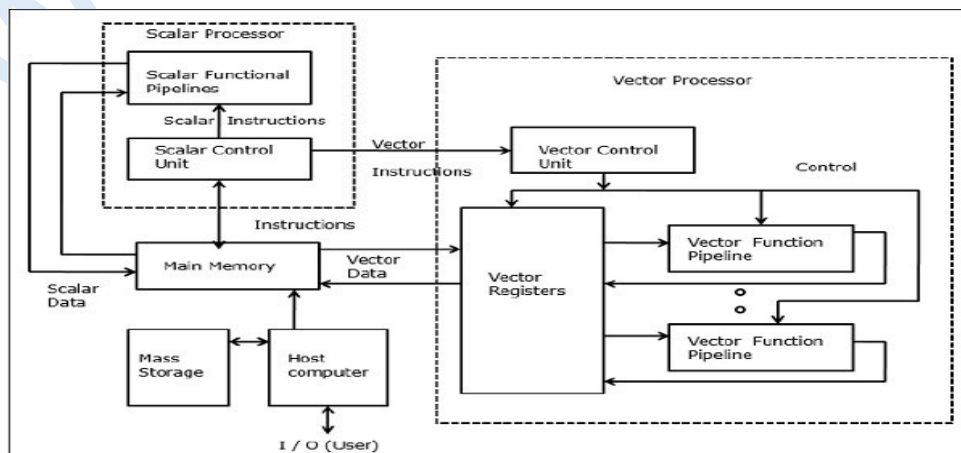 Scalar Processor
Scalar Functional
Pipelines
Scalar Instructions
Scalar Control
Unit
Instructions
Main Memory
Scalar
Data
Mass
Storage
Host
computer
I / O (User)
Vector
Instructions
Vector
Data
Vector Processor
Vector Control
Unit
Control
Vector
Registers
Vector Function
Pipeline
Vector Function
Pipeline